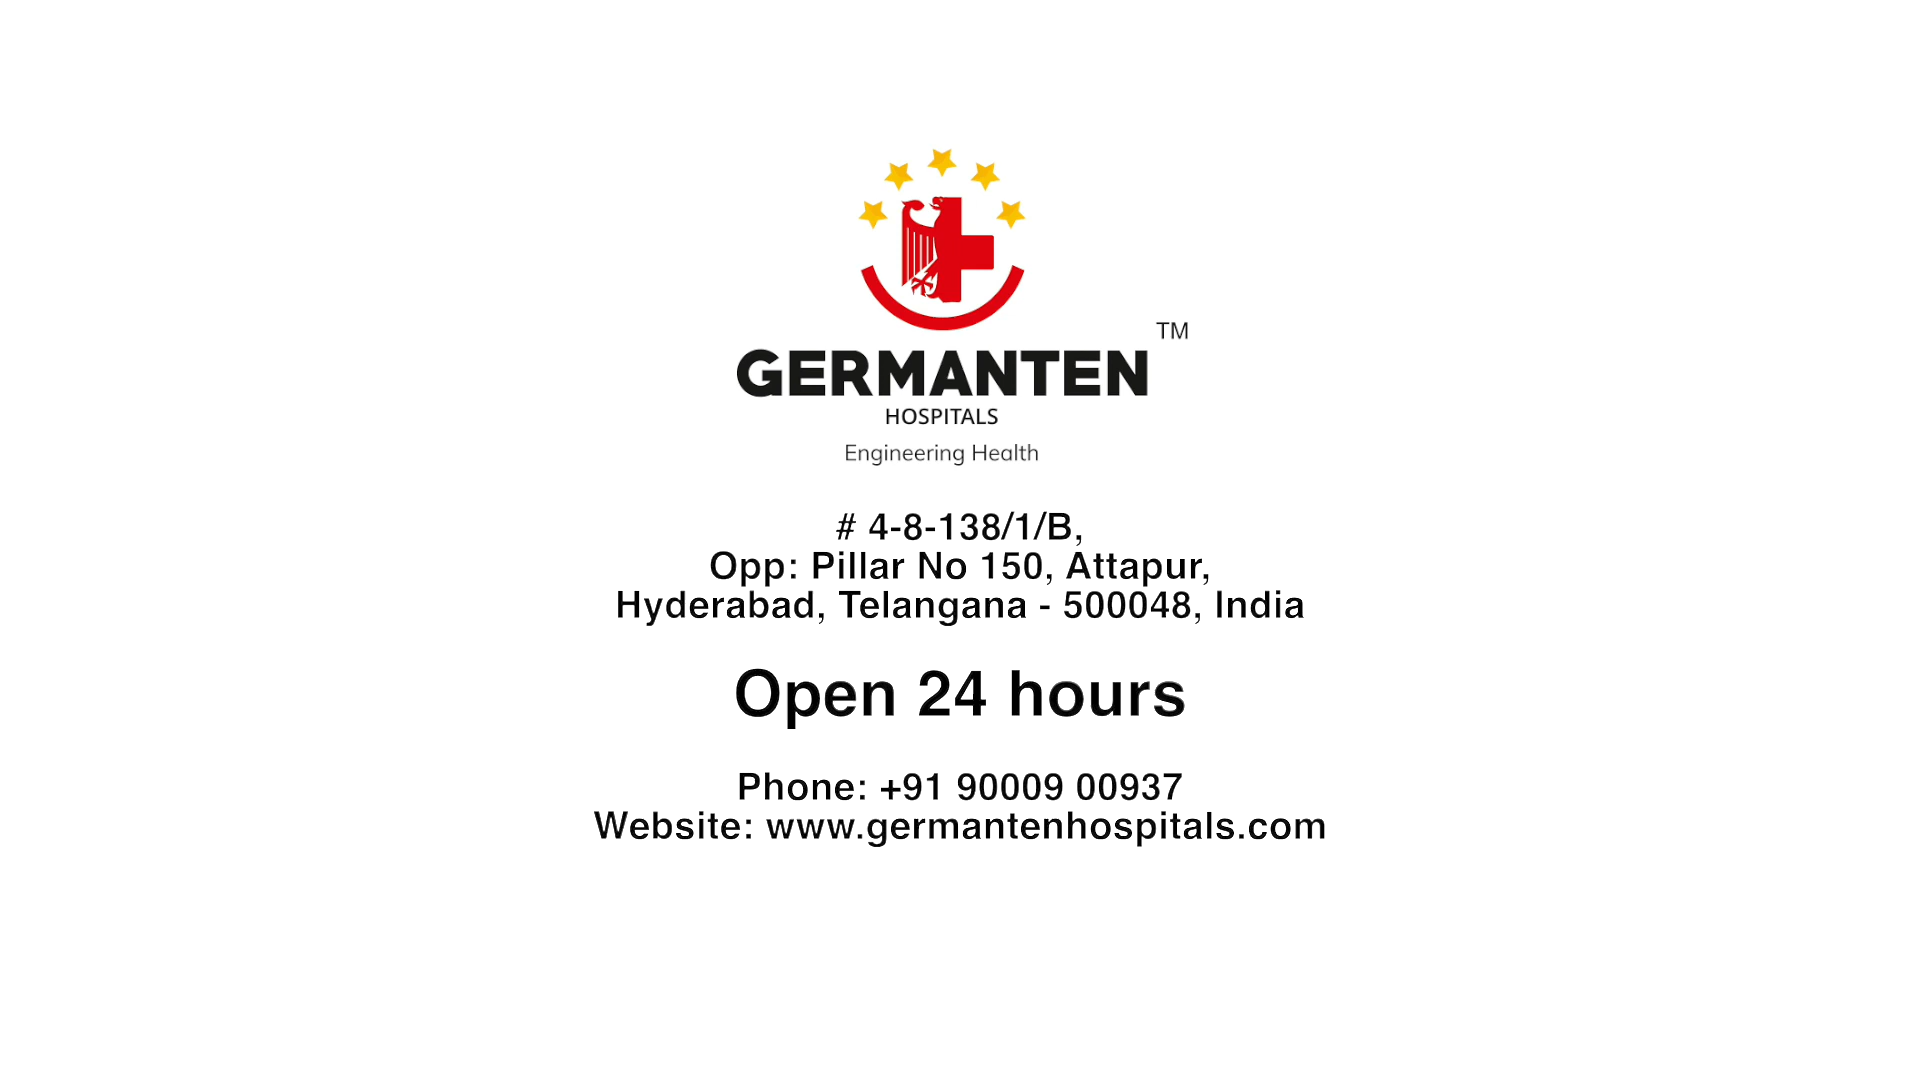 TM
GERMANTEN
HOSPITALS
Engineering Health
# 4-8-138/1/B,
Opp: Pillar No 150, Attapur,
Hyderabad, Telangana - 500048, India
Open 24 hours
Phone: +91 90009 00937
Website: www.germantenhospitals.com